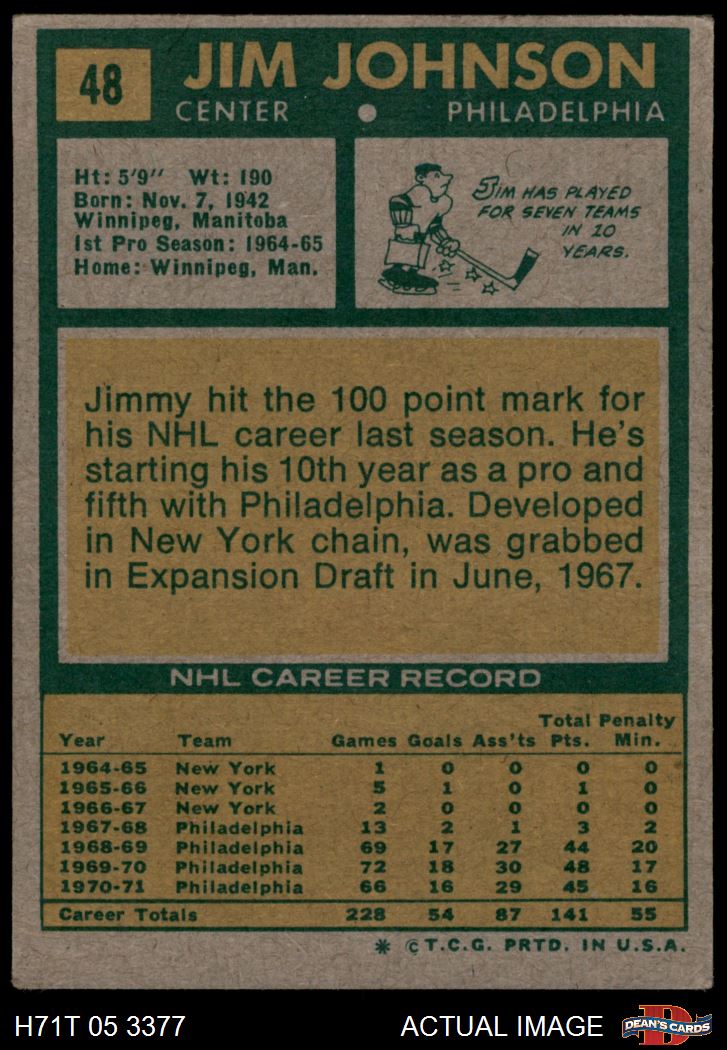 48
JIM JOHNSON
CENTER • PHILADELPHIA
Ht: 5'9" Wt: 190
Born: Nov. 7, 1942
Winnipeg, Manitoba
1st Pro Season: 1964-65
Home: Winnipeg, Man.
JIM HAS PLAYED
FOR SEVEN TEAMS
IN 10
YEARS.
Jimmy hit the 100 point mark for
his NHL career last season. He's
starting his 10th year as a pro and
fifth with Philadelphia. Developed
in New York chain, was grabbed
in Expansion Draft in June, 1967.
NHL CAREER RECORD
Total Penalty
Year Team Games Goals Ass'ts Pts. Min.
1964-65 New York 1 0 0 0 0
1965-66 New York 5 1 0 1 0
1966-67 New York 2 0 0 0 0
1967-68 Philadelphia 13 2 1 3 2
1968-69 Philadelphia 69 17 27 44 20
1969-70 Philadelphia 72 18 30 48 17
1970-71 Philadelphia 66 16 29 45 16
Career Totals 228 54 87 141 55
* © T.C.G. PRTD. IN U.S.A.
H71T 05 3377 ACTUAL IMAGE
D
DEAN'S CARDS